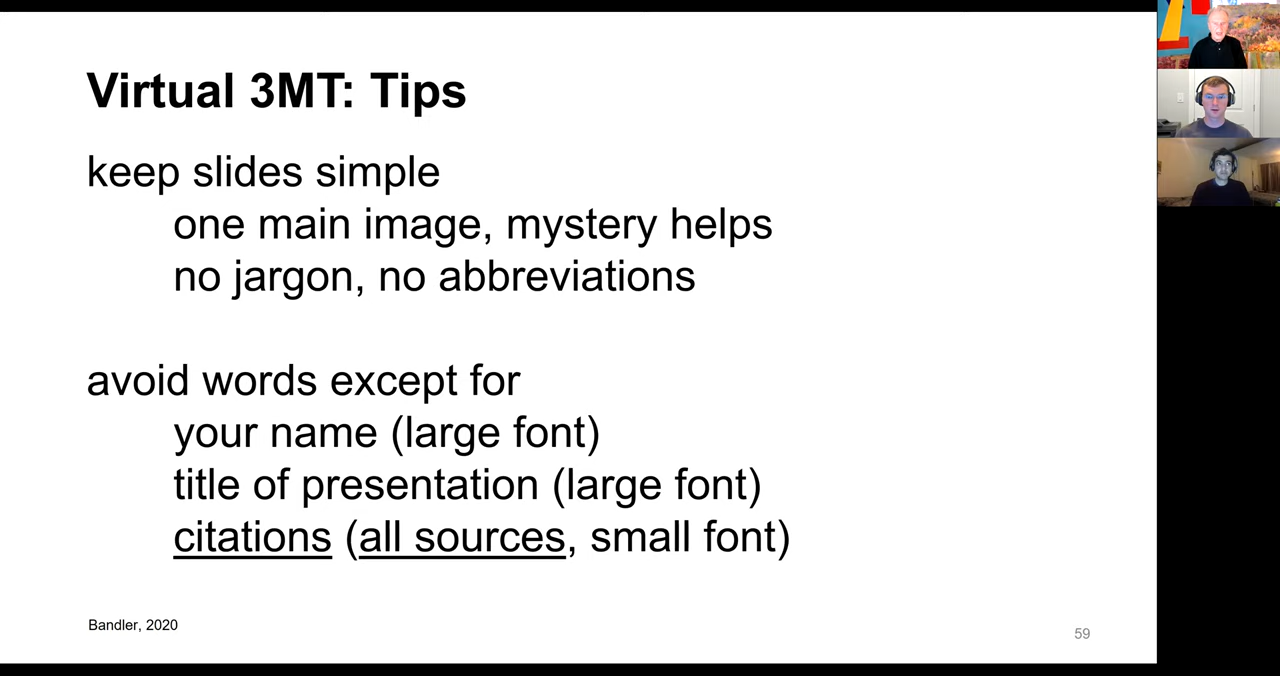 Virtual 3MT: Tips
keep slides simple
one main image, mystery helps
no jargon, no abbreviations
avoid words except for
your name (large font)
title of presentation (large font)
citations (all sources, small font)
Bandler, 2020
59